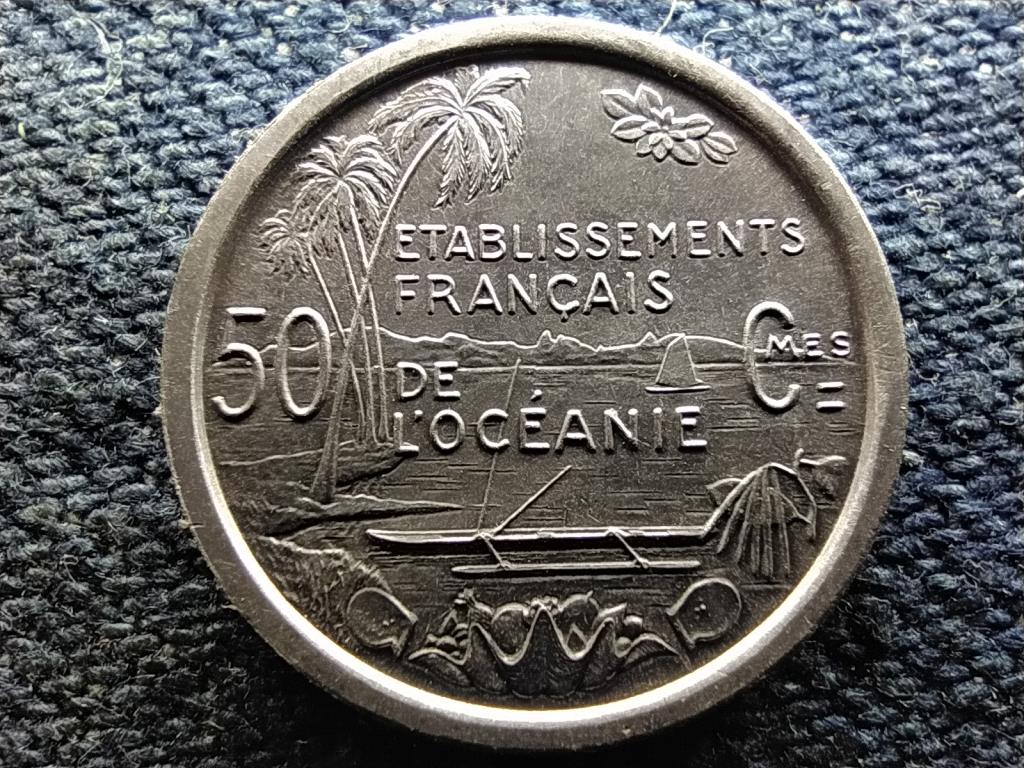 ETABLISSEMENTS
FRANÇAIS
50 CMES
DE
L'OCÉANIE